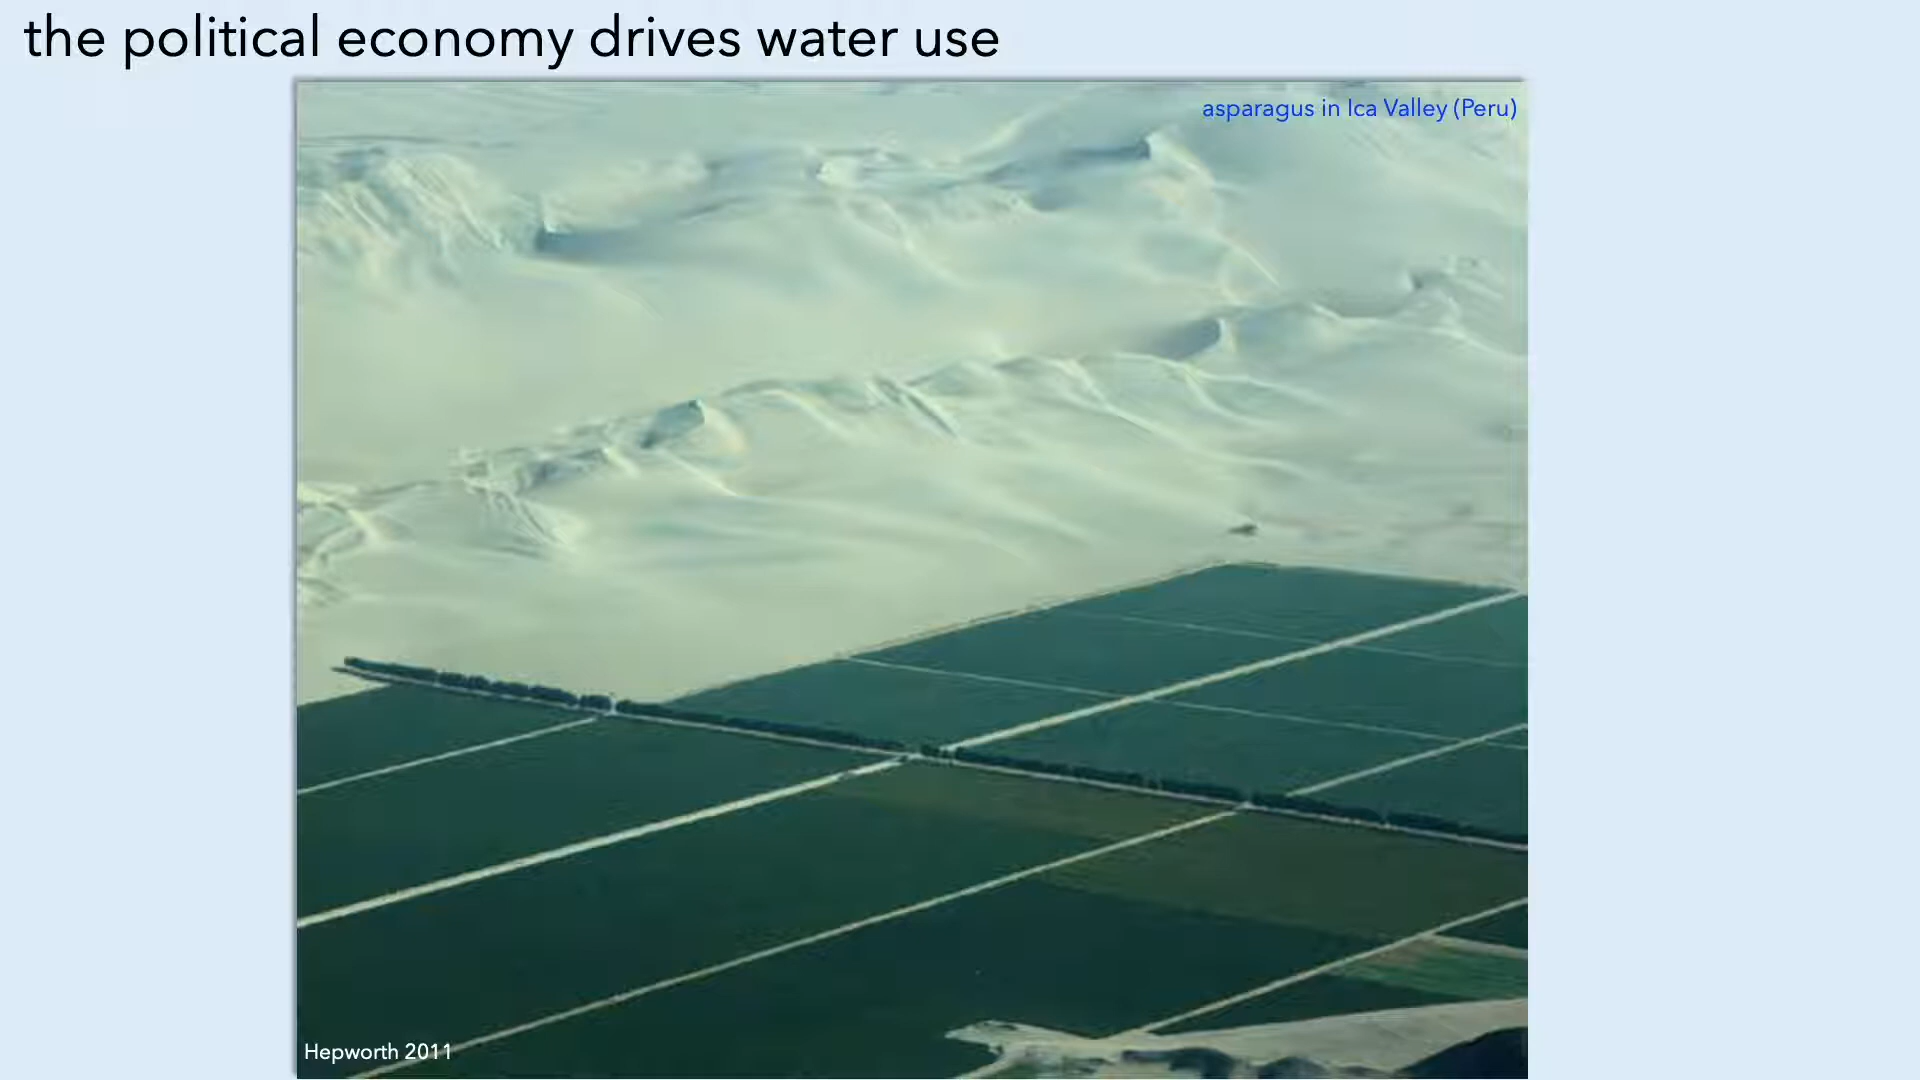 the political economy drives water use
asparagus in Ica Valley (Peru)
Hepworth 2011